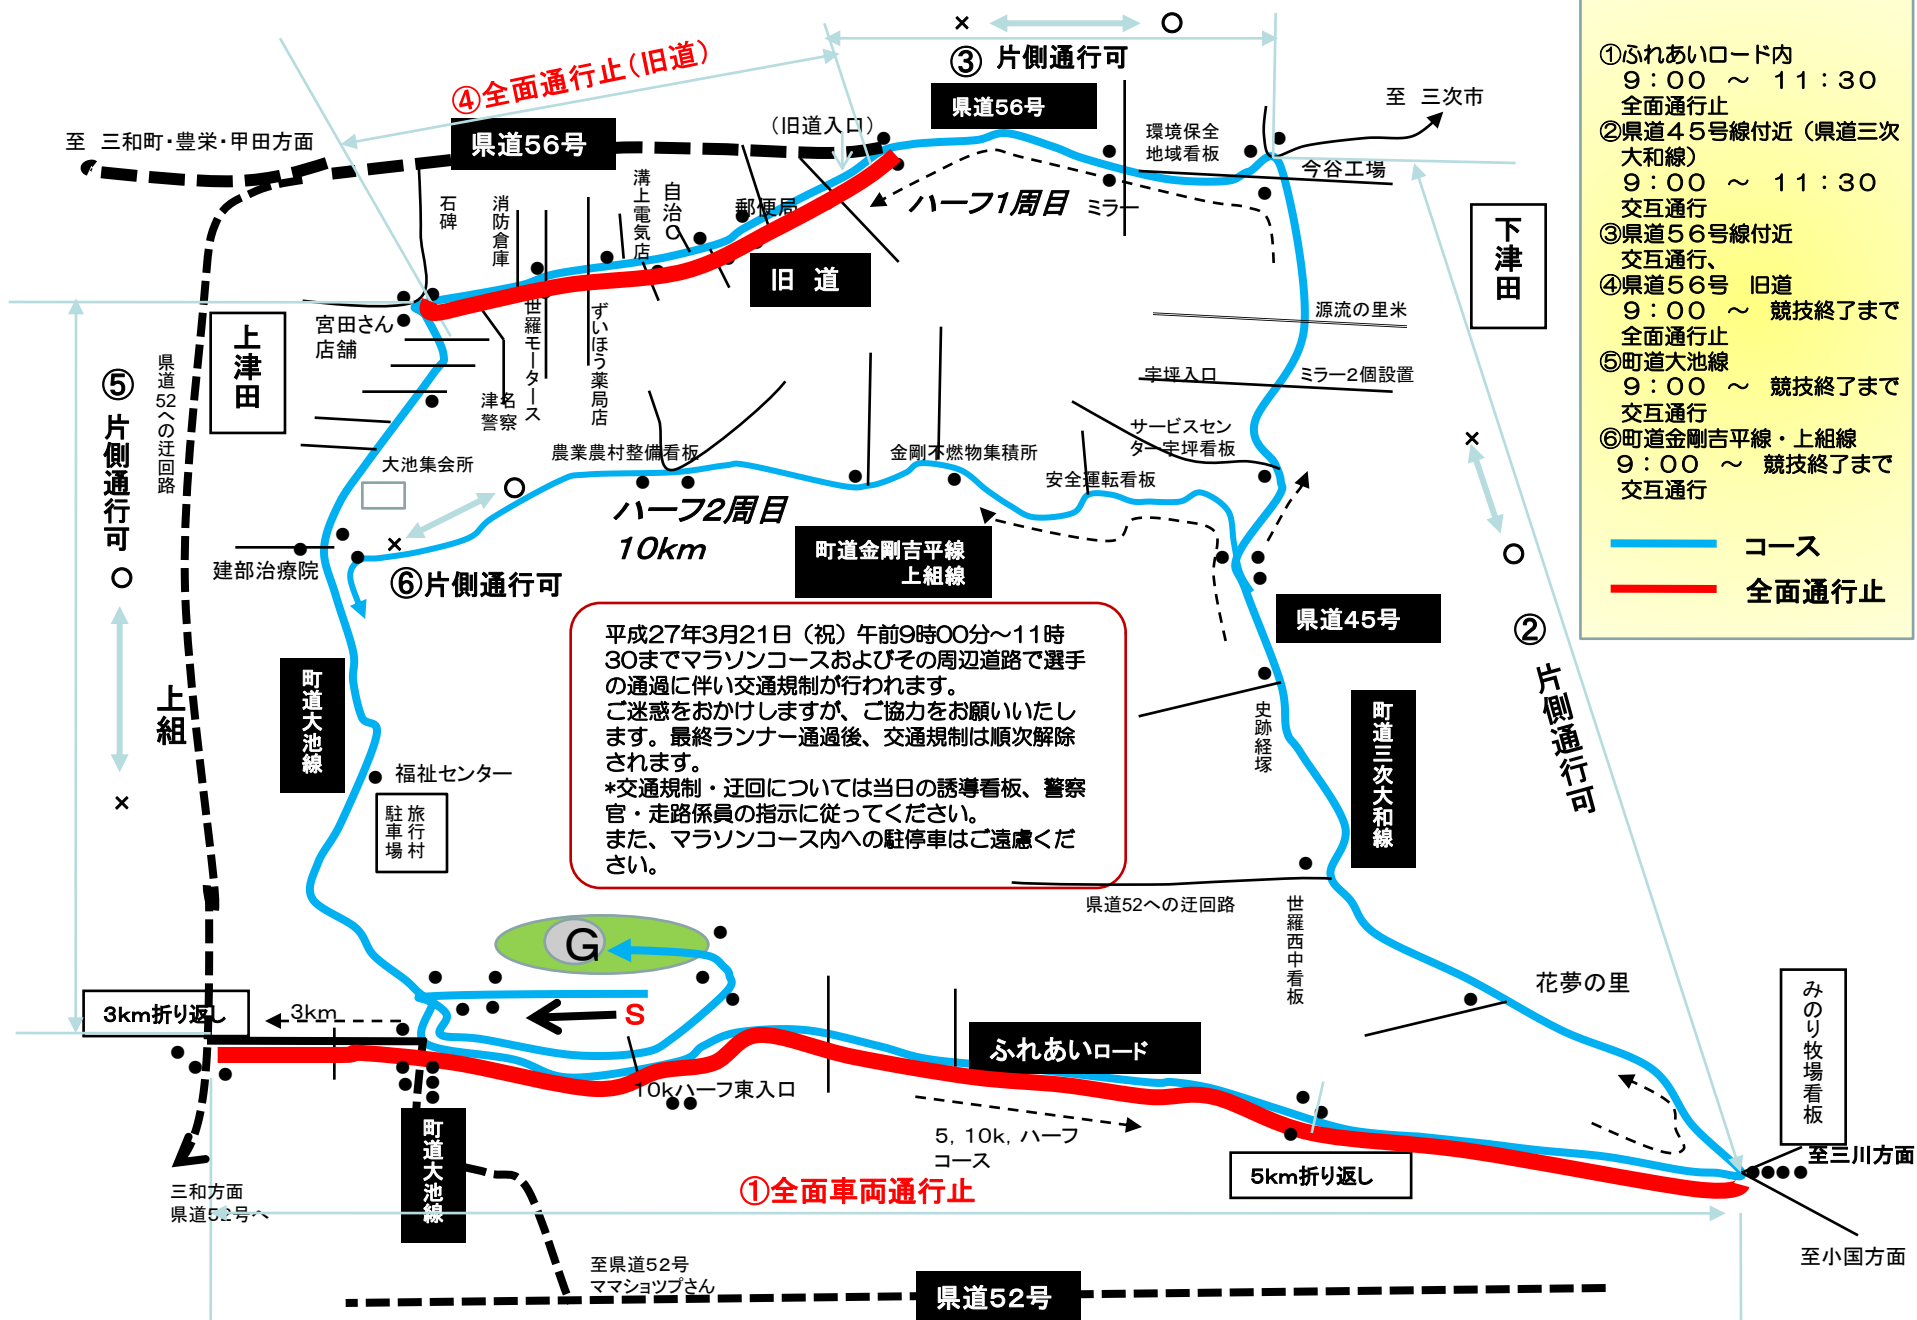 × ○
③ 片側通行可
④全面通行止(旧道)
県道56号
至 三次市
至 三和町・豊栄・甲田方面
県道56号
(旧道入口)
環境保全
地域看板
今谷工場
石碑
消防倉庫
溝上電気店
自治○
郵便局
ハーフ1周目
ミラー
下津田
旧 道
宮田さん
店舗
上津田
世羅モータース
ずいほう薬局店
源流の里米
⑤ 片側通行可 ○
×
県道52への迂回路
津名
警察
宇坪入口
ミラー2個設置
大池集会所
農業農村整備看板
金剛不燃物集積所
サービスセン
ター宇坪看板
安全運転看板
○
×
ハーフ2周目
10km
建部治療院
⑥片側通行可
町道金剛吉平線
上組線
×
○
② 片側通行可
県道45号
平成27年3月21日(祝)午前9時00分~11時
30までマラソンコースおよびその周辺道路で選手
の通過に伴い交通規制が行われます。
ご迷惑をおかけしますが、ご協力をお願いいたし
ます。最終ランナー通過後、交通規制は順次解除
されます。
*交通規制・迂回については当日の誘導看板、警察
官・走路係員の指示に従ってください。
また、マラソンコース内への駐停車はご遠慮くだ
さい。
上組
町道大池線
史跡経塚
町道三次大和線
福祉センター
旅行村
駐車場
県道52への迂回路
世羅西中看板
G
S
花夢の里
みのり牧場看板
3km折り返し
3km
ふれあいロード
10kハーフ東入口
5, 10k, ハーフ
コース
5km折り返し
至三川方面
町道大池線
①全面車両通行止
三和方面
県道52号へ
至小国方面
至県道52号
ママショップさん
県道52号
①ふれあいロード内
9:00 ~ 11:30
全面通行止
②県道45号線付近(県道三次
大和線)
9:00 ~ 11:30
交互通行
③県道56号線付近
交互通行、
④県道56号 旧道
9:00 ~ 競技終了まで
全面通行止
⑤町道大池線
9:00 ~ 競技終了まで
交互通行
⑥町道金剛吉平線・上組線
9:00 ~ 競技終了まで
交互通行
コース
全面通行止